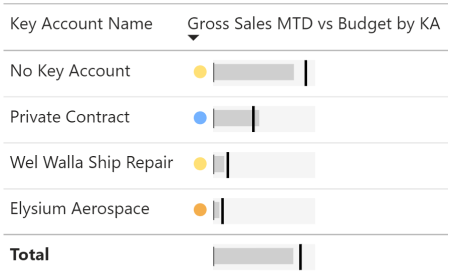 Key Account Name Gross Sales MTD vs Budget by KA
No Key Account
Private Contract
Wel Walla Ship Repair
Elysium Aerospace
Total